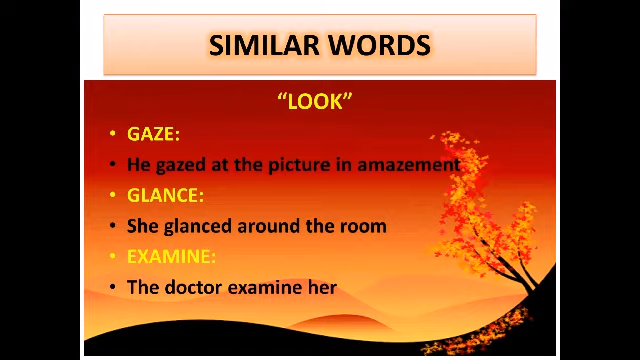 SIMILAR WORDS
“LOOK”
• GAZE:
• He gazed at the picture in amazement
• GLANCE:
• She glanced around the room
• EXAMINE:
• The doctor examine her